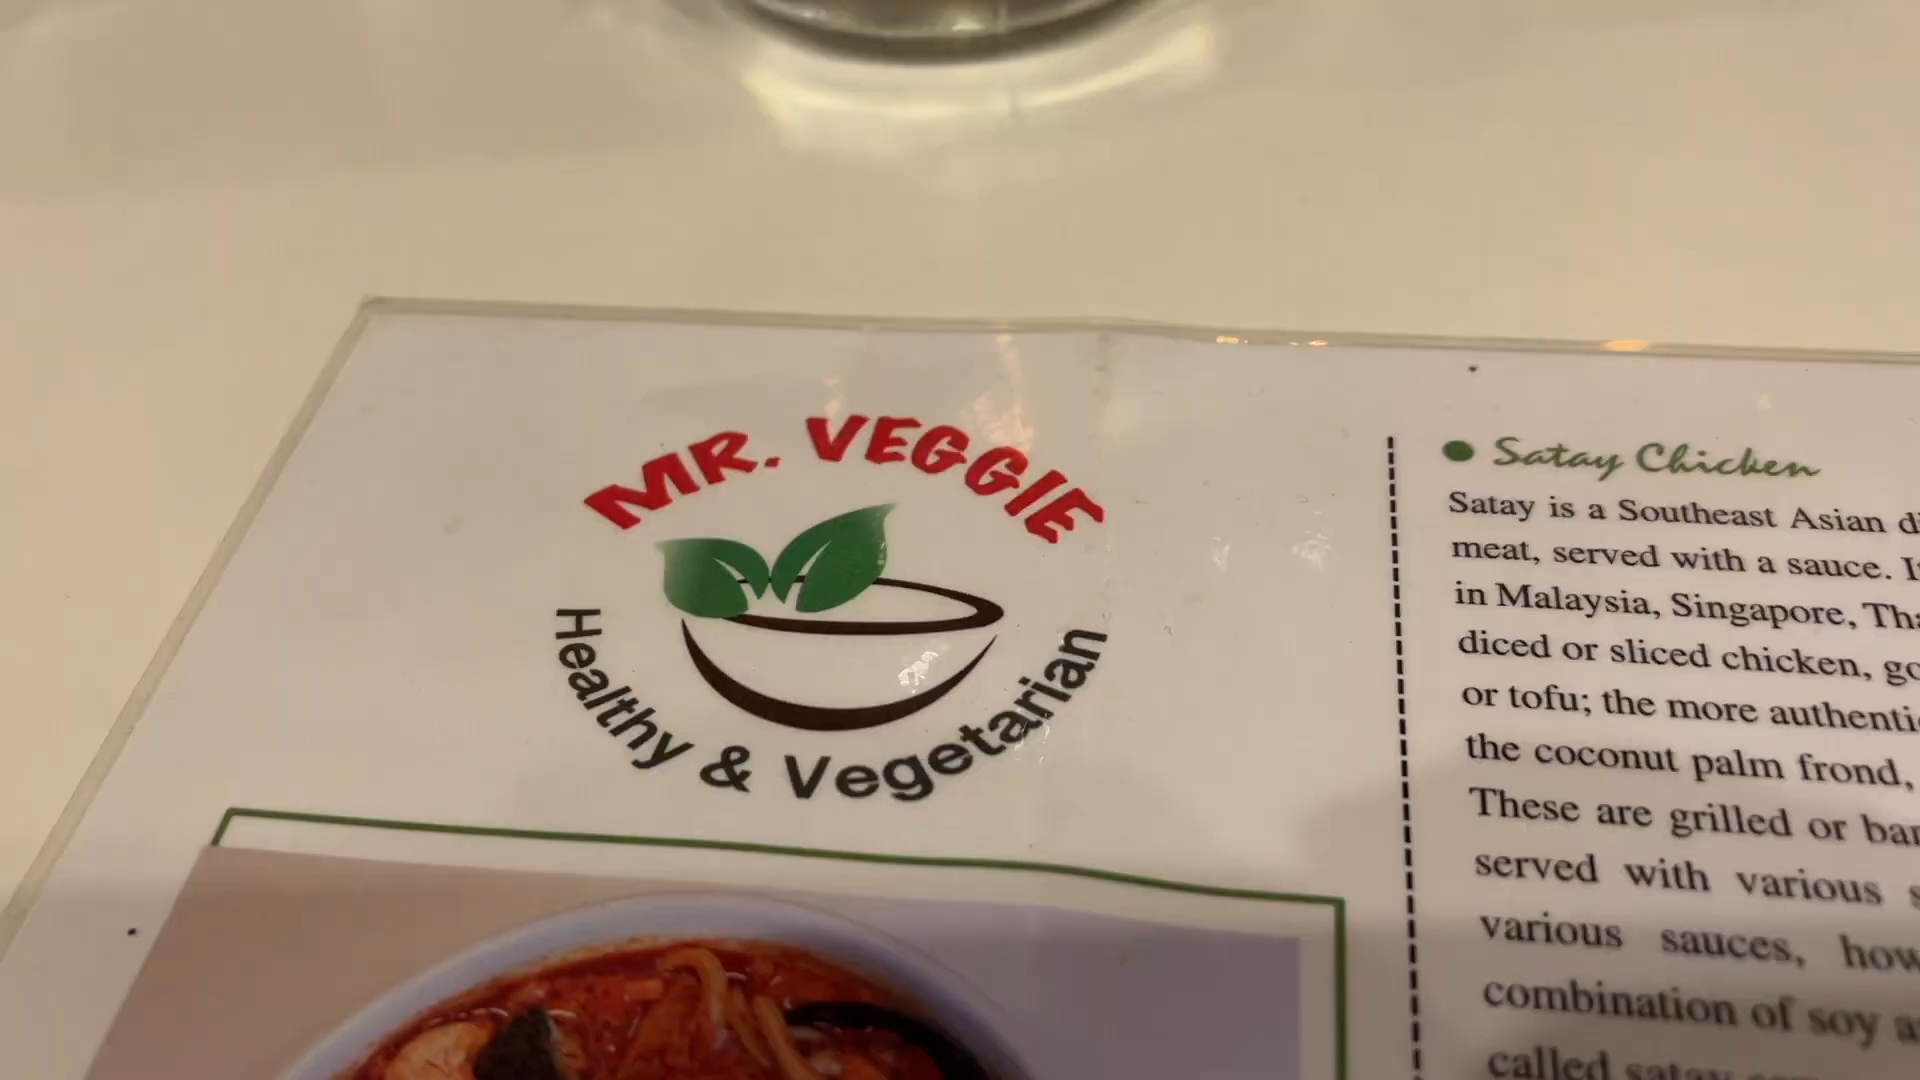 MR. VEGGIE
Healthy & Vegetarian
Satay Chicken
Satay is a Southeast Asian
meat, served with a sauce.
in Malaysia, Singapore,
diced or sliced chicken,
or tofu; the more
the coconut palm frond,
These are grilled or
served with various
various sauces,
combination of soy
called satay